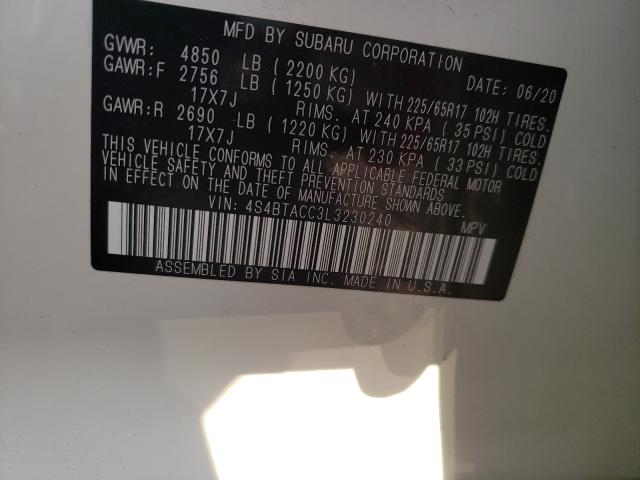 MFD BY SUBARU CORPORATION
GVWR: 4850 LB (2200 KG) DATE: 06/20
GAWR:F 2756 LB (1250 KG) WITH 225/65R17 102H TIRES.
17X7J RIMS. AT 240 KPA (35 PSI) COLD
GAWR:R 2690 LB (1220 KG) WITH 225/65R17 102H TIRES.
17X7J RIMS. AT 230 KPA (33 PSI) COLD
THIS VEHICLE CONFORMS TO ALL APPLICABLE FEDERAL MOTOR
VEHICLE SAFETY AND THEFT PREVENTION STANDARDS
IN EFFECT ON THE DATE OF MANUFACTURE SHOWN ABOVE.
VIN: 4S4BTACC3L3230240 MPV
ASSEMBLED BY SIA INC. MADE IN U.S.A.